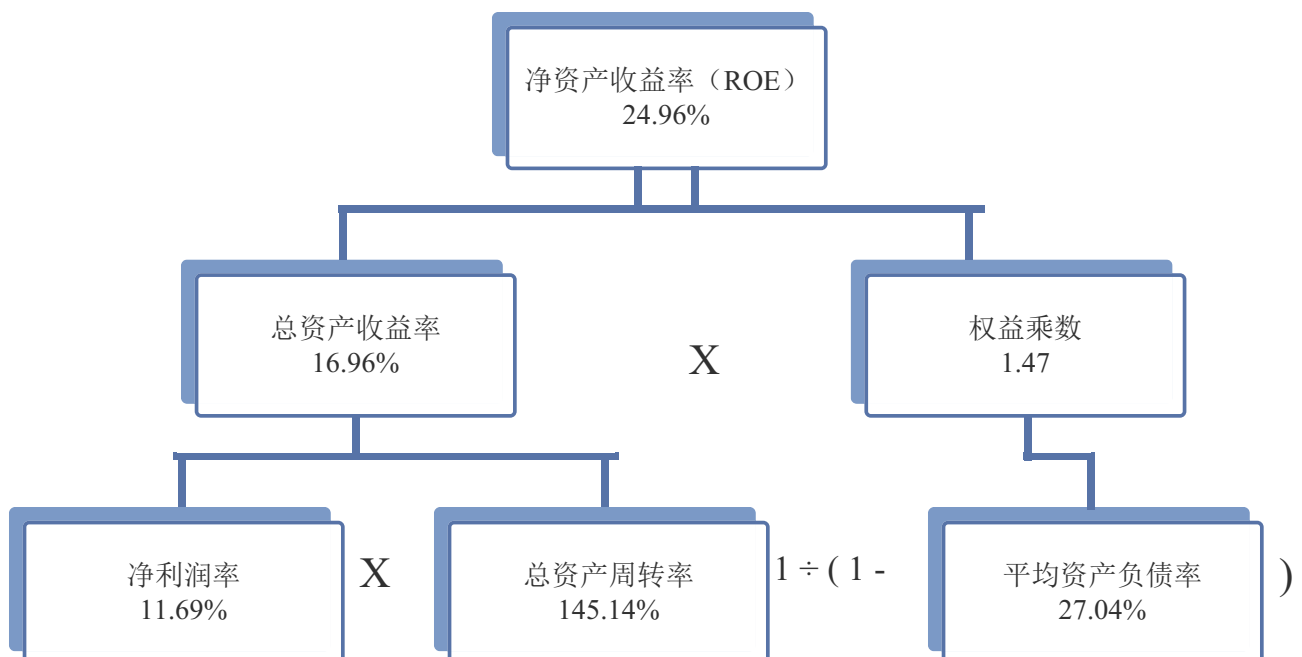 净资产收益率（ROE）
24.96%
总资产收益率
16.96%
X
权益乘数
1.47
净利润率
11.69%
X
总资产周转率
145.14%
1 ÷ ( 1 -
平均资产负债率
27.04%
)